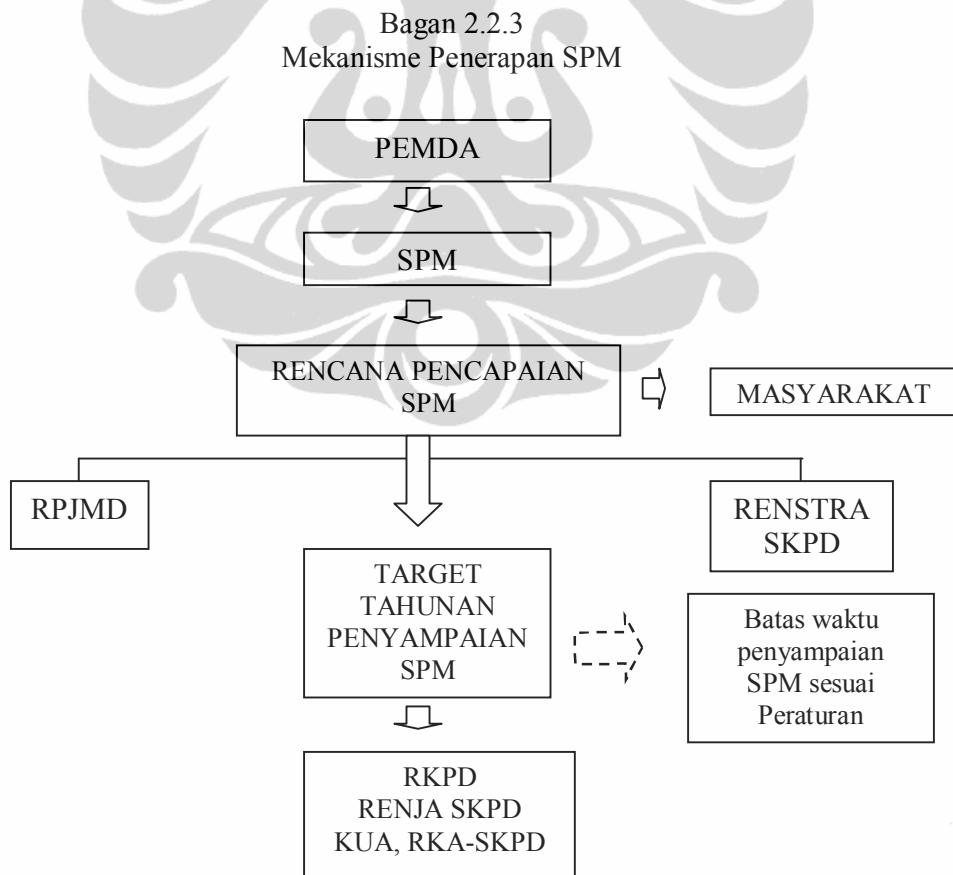 Bagan 2.2.3
Mekanisme Penerapan SPM
PEMDA
SPM
RENCANA PENCAPAIAN
SPM
MASYARAKAT
RPJMD
RENSTRA
SKPD
TARGET
TAHUNAN
PENYAMPAIAN
SPM
Batas waktu
penyampaian
SPM sesuai
Peraturan
RKPD
RENJA SKPD
KUA, RKA-SKPD